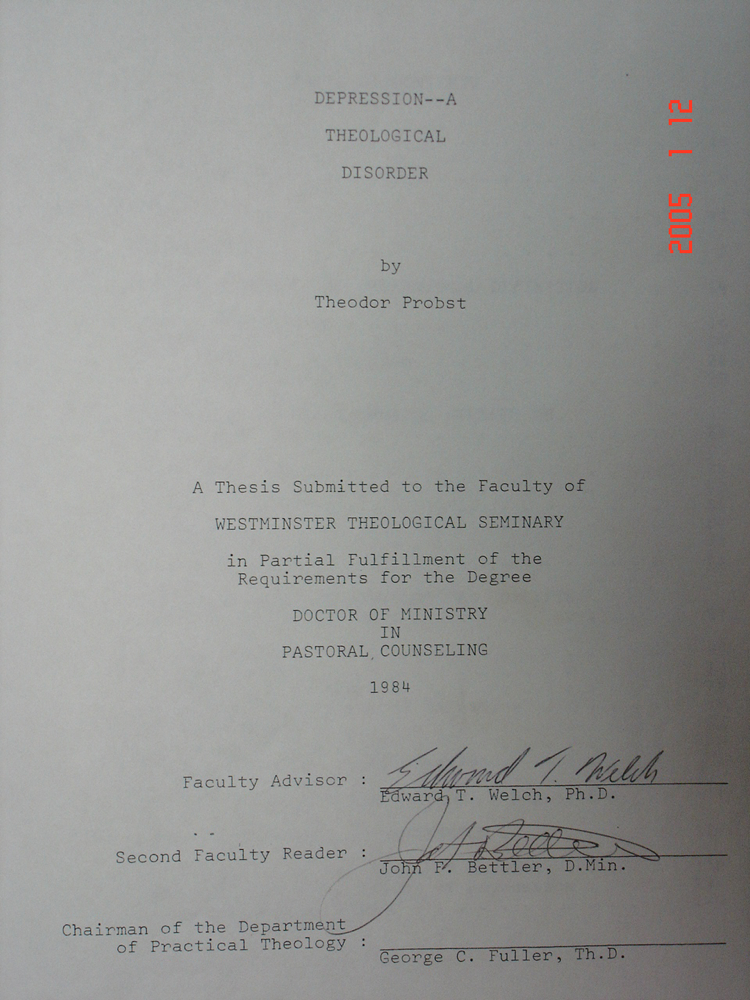 DEPRESSION--A
THEOLOGICAL
DISORDER
2005 1 12
by
Theodor Probst
A Thesis Submitted to the Faculty of
WESTMINSTER THEOLOGICAL SEMINARY
in Partial Fulfillment of the
Requirements for the Degree
DOCTOR OF MINISTRY
IN
PASTORAL COUNSELING
1984
Edward T. Welch
Faculty Advisor :
Edward T. Welch, Ph.D.
Second Faculty Reader :
John F. Bettler, D.Min.
Chairman of the Department
of Practical Theology :
George C. Fuller, Th.D.